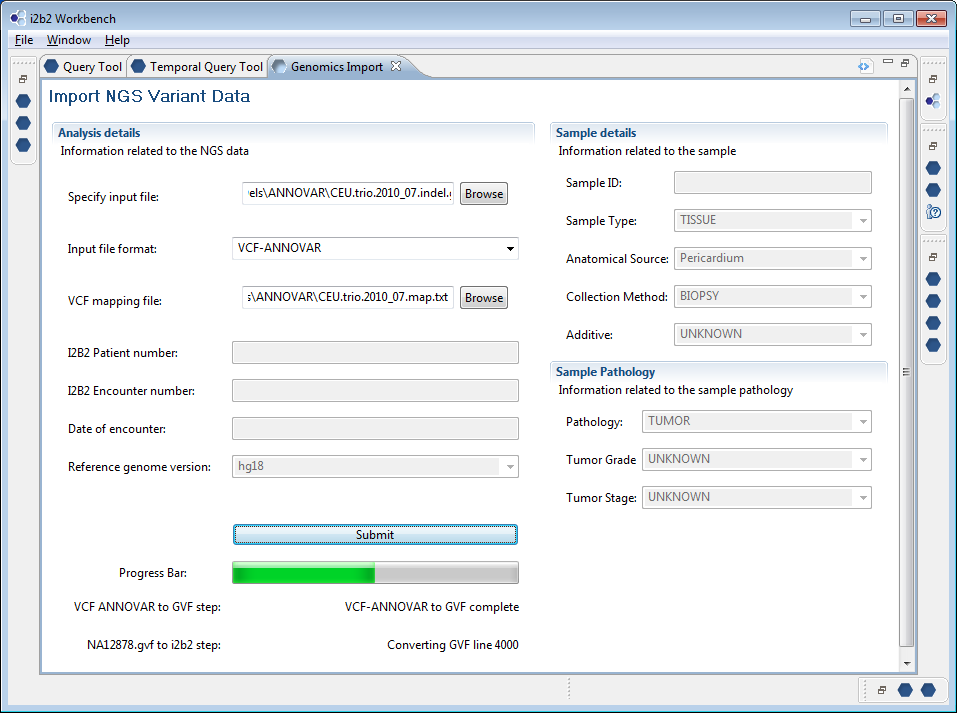 i2b2 Workbench
File Window Help
Query Tool Temporal Query Tool Genomics Import
Import NGS Variant Data
Analysis details
Information related to the NGS data
Specify input file: els\ANNOVAR\CEU.trio.2010_07.indel. Browse
Input file format: VCF-ANNOVAR
VCF mapping file: \ANNOVAR\CEU.trio.2010_07.map.txt Browse
I2B2 Patient number:
I2B2 Encounter number:
Date of encounter:
Reference genome version: hg18
Submit
Progress Bar:
VCF ANNOVAR to GVF step: VCF-ANNOVAR to GVF complete
NA12878.gvf to i2b2 step: Converting GVF line 4000
Sample details
Information related to the sample
Sample ID:
Sample Type: TISSUE
Anatomical Source: Pericardium
Collection Method: BIOPSY
Additive: UNKNOWN
Sample Pathology
Information related to the sample pathology
Pathology: TUMOR
Tumor Grade UNKNOWN
Tumor Stage: UNKNOWN